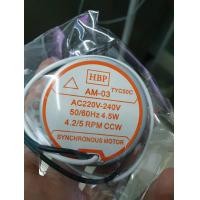 HBP
AM-03 TYC50C
AC220V-240V
50/60Hz 4.5W
4.2/5 RPM CCW
SYNCHRONOUS MOTOR